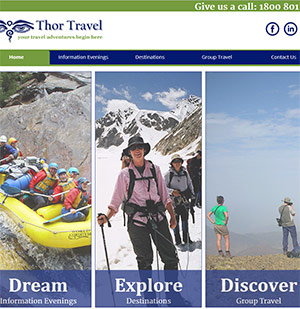 Give us a call: 1800 801
Thor Travel
your travel adventures begin here
Home Information Evenings Destinations Group Travel Contact Us
Dream Explore Discover
Information Evenings Destinations Group Travel